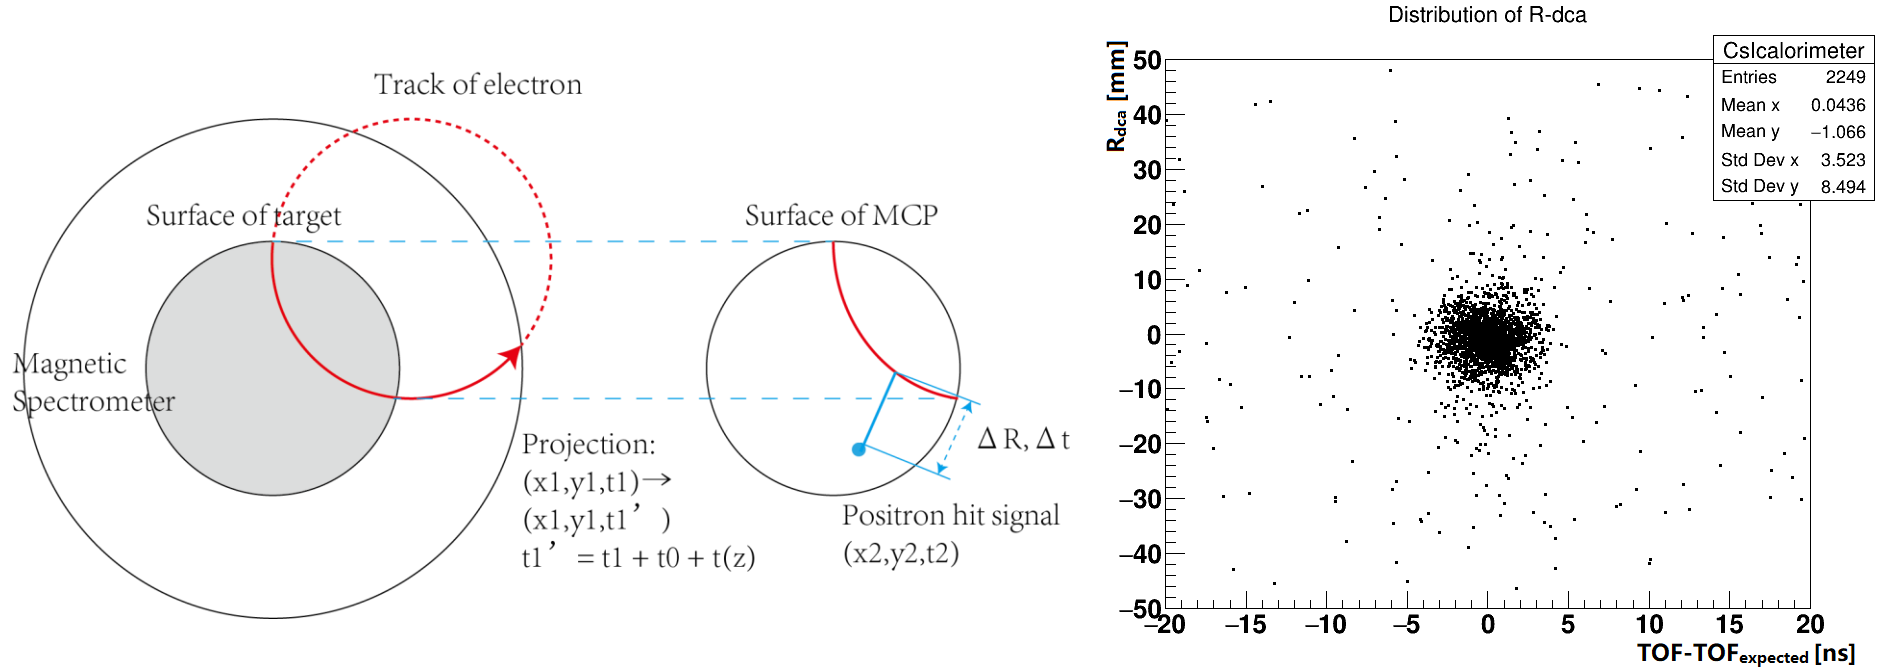 Track of electron
Surface of target
Surface of MCP
Magnetic
Spectrometer
Projection:
(x1,y1,t1)→
(x1,y1,t1’ )
t1’ = t1 + t0 + t(z)
Δ R, Δ t
Positron hit signal
(x2,y2,t2)
Distribution of R-dca
CsIcalorimeter
Entries 2249
Mean x 0.0436
Mean y −1.066
Std Dev x 3.523
Std Dev y 8.494
Rdca [mm]
50
40
30
20
10
0
−10
−20
−30
−40
−50
−20 −15 −10 −5 0 5 10 15 20
TOF-TOFexpected [ns]